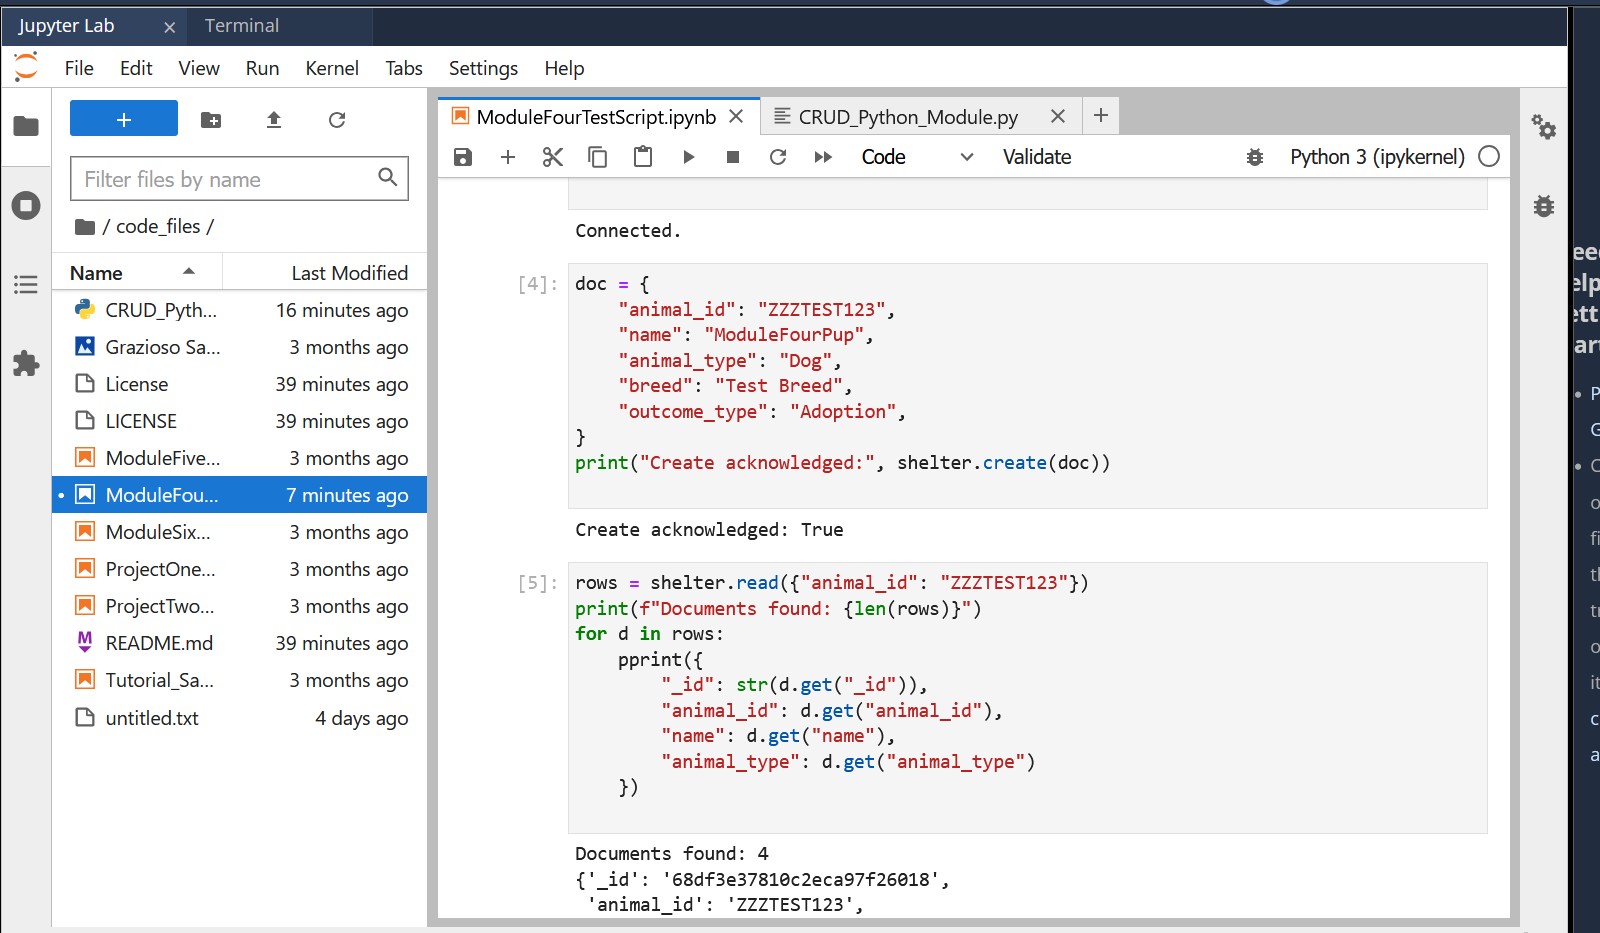 Jupyter Lab
Terminal
File Edit View Run Kernel Tabs Settings Help
ModuleFourTestScript.ipynb
CRUD_Python_Module.py
Code
Validate
Python 3 (ipykernel)
Filter files by name
/ code_files /
Name Last Modified
CRUD_Pyth... 16 minutes ago
Grazioso Sa... 3 months ago
License 39 minutes ago
LICENSE 39 minutes ago
ModuleFive... 3 months ago
ModuleFou... 7 minutes ago
ModuleSix... 3 months ago
ProjectOne... 3 months ago
ProjectTwo... 3 months ago
README.md 39 minutes ago
Tutorial_Sa... 3 months ago
untitled.txt 4 days ago
Connected.
[4]: doc = {
"animal_id": "ZZZTEST123",
"name": "ModuleFourPup",
"animal_type": "Dog",
"breed": "Test Breed",
"outcome_type": "Adoption",
}
print("Create acknowledged:", shelter.create(doc))
Create acknowledged: True
[5]: rows = shelter.read({"animal_id": "ZZZTEST123"})
print(f"Documents found: {len(rows)}")
for d in rows:
pprint({
"_id": str(d.get("_id")),
"animal_id": d.get("animal_id"),
"name": d.get("name"),
"animal_type": d.get("animal_type")
})
Documents found: 4
{'_id': '68df3e37810c2eca97f26018',
'animal_id': 'ZZZTEST123',